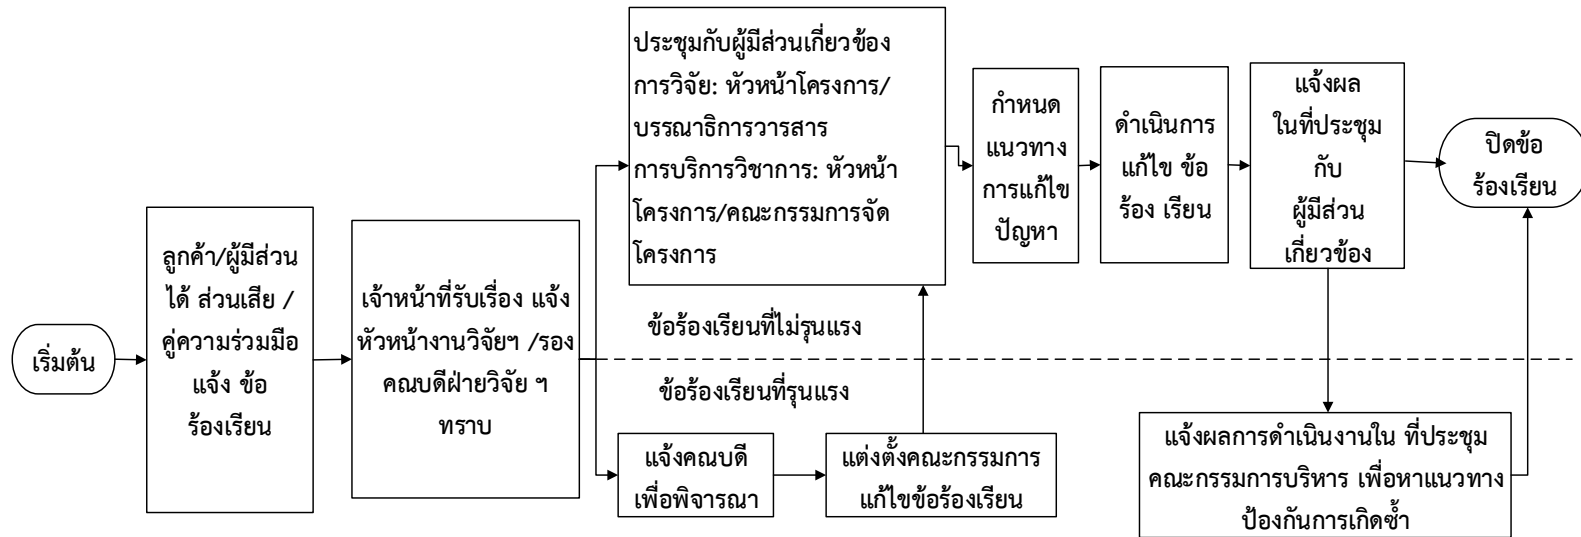 เริ่มต้น
ลูกค้า/ผู้มีส่วน
ได้ ส่วนเสีย /
คู่ความร่วมมือ
แจ้ง ข้อ
ร้องเรียน
เจ้าหน้าที่รับเรื่อง แจ้ง
หัวหน้างานวิจัยฯ /รอง
คณบดีฝ่ายวิจัย ฯ
ทราบ
ประชุมกับผู้มีส่วนเกี่ยวข้อง
การวิจัย: หัวหน้าโครงการ/
บรรณาธิการวารสาร
การบริการวิชาการ: หัวหน้า
โครงการ/คณะกรรมการจัด
โครงการ
ข้อร้องเรียนที่ไม่รุนแรง
ข้อร้องเรียนที่รุนแรง
แจ้งคณบดี
เพื่อพิจารณา
แต่งตั้งคณะกรรมการ
แก้ไขข้อร้องเรียน
กำหนด
แนวทาง
การแก้ไข
ปัญหา
ดำเนินการ
แก้ไข ข้อ
ร้อง เรียน
แจ้งผล
ในที่ประชุม
กับ
ผู้มีส่วน
เกี่ยวข้อง
แจ้งผลการดำเนินงานใน ที่ประชุม
คณะกรรมการบริหาร เพื่อหาแนวทาง
ป้องกันการเกิดซ้ำ
ปิดข้อ
ร้องเรียน